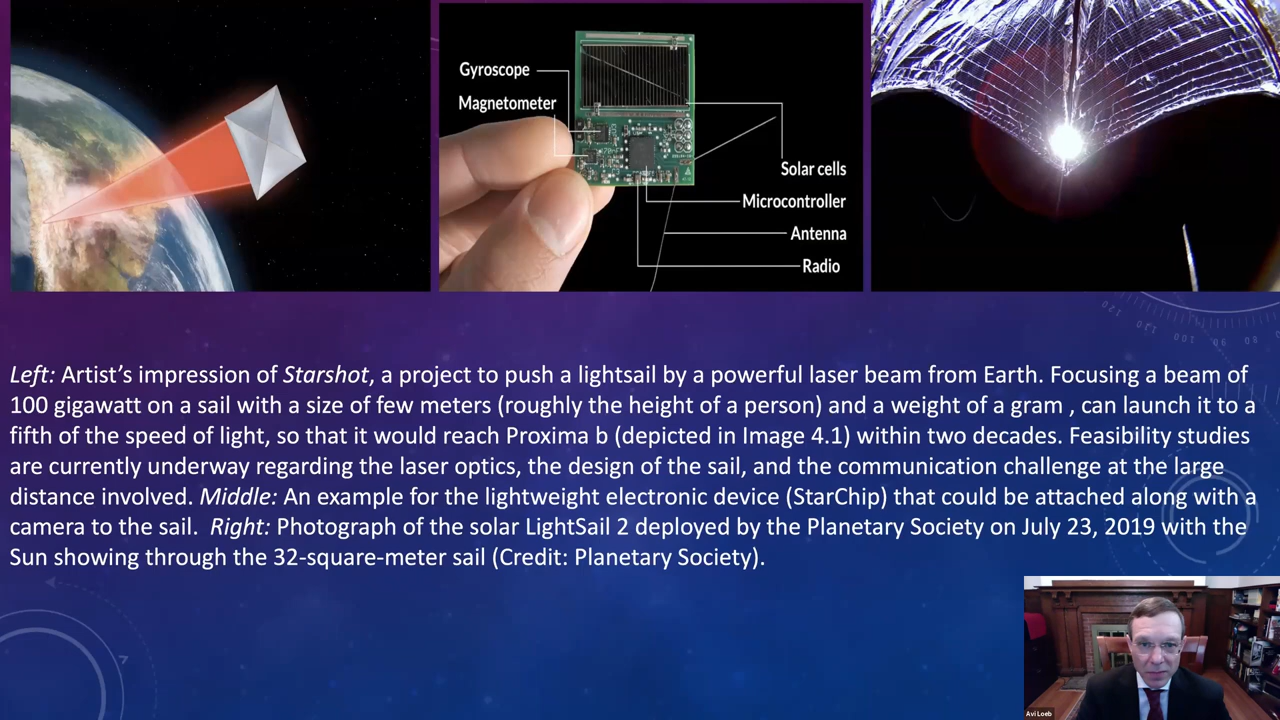 Gyroscope
Magnetometer
Solar cells
Microcontroller
Antenna
Radio
120
110
100
90
80
Left: Artist’s impression of Starshot, a project to push a lightsail by a powerful laser beam from Earth. Focusing a beam of
100 gigawatt on a sail with a size of few meters (roughly the height of a person) and a weight of a gram , can launch it to a
fifth of the speed of light, so that it would reach Proxima b (depicted in Image 4.1) within two decades. Feasibility studies
are currently underway regarding the laser optics, the design of the sail, and the communication challenge at the large
distance involved. Middle: An example for the lightweight electronic device (StarChip) that could be attached along with a
camera to the sail. Right: Photograph of the solar LightSail 2 deployed by the Planetary Society on July 23, 2019 with the
Sun showing through the 32-square-meter sail (Credit: Planetary Society).
Avi Loeb